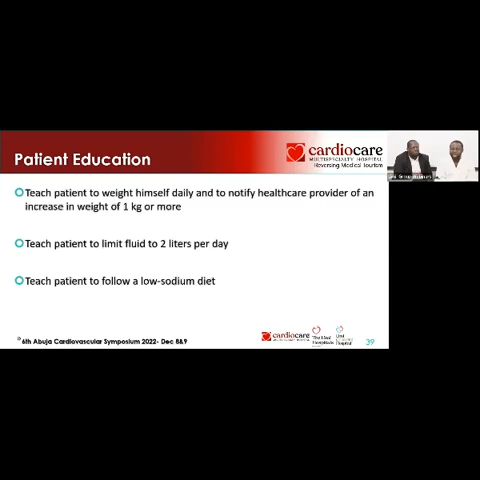 Patient Education
cardiocare
MULTISPECIALTY HOSPITAL
Reversing Medical Tourism
Teach patient to weight himself daily and to notify healthcare provider of an
increase in weight of 1 kg or more
Teach patient to limit fluid to 2 liters per day
Teach patient to follow a low-sodium diet
6th Abuja Cardiovascular Symposium 2022- Dec 8&9
cardiocare
Hospital
39